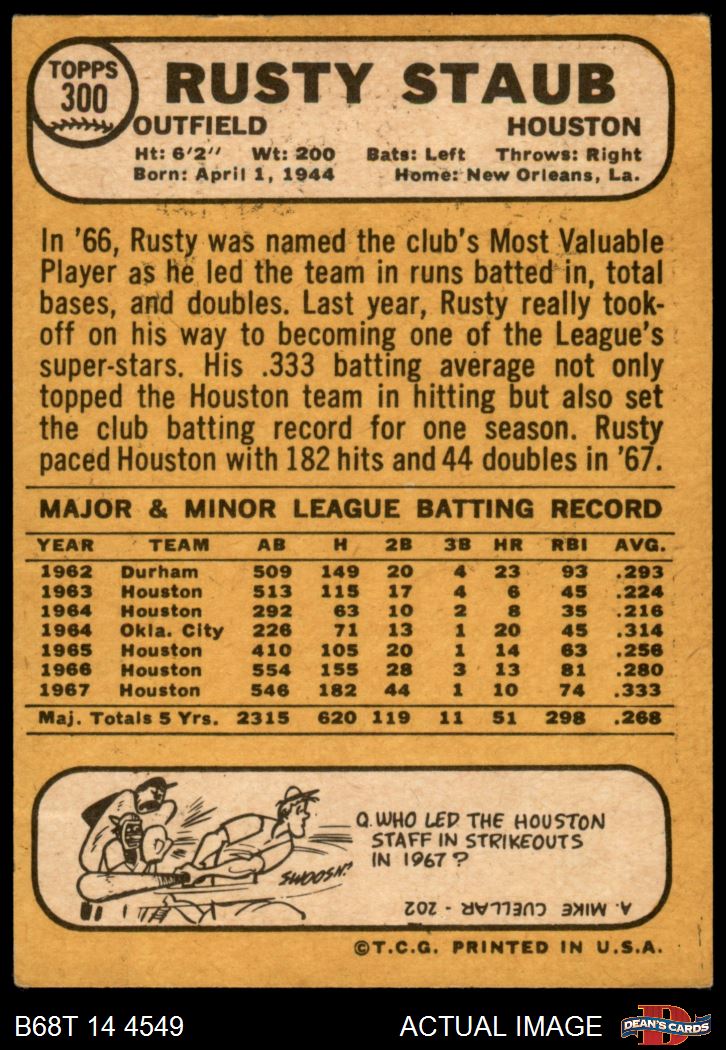 TOPPS
300
RUSTY STAUB
OUTFIELD HOUSTON
Ht: 6'2" Wt: 200 Bats: Left Throws: Right
Born: April 1, 1944 Home: New Orleans, La.
In '66, Rusty was named the club's Most Valuable
Player as he led the team in runs batted in, total
bases, and doubles. Last year, Rusty really took-
off on his way to becoming one of the League's
super-stars. His .333 batting average not only
topped the Houston team in hitting but also set
the club batting record for one season. Rusty
paced Houston with 182 hits and 44 doubles in '67.
MAJOR & MINOR LEAGUE BATTING RECORD
YEAR TEAM AB H 2B 3B HR RBI AVG.
1962 Durham 509 149 20 4 23 93 .293
1963 Houston 513 115 17 4 6 45 .224
1964 Houston 292 63 10 2 8 35 .216
1964 Okla. City 226 71 13 1 20 45 .314
1965 Houston 410 105 20 1 14 63 .256
1966 Houston 554 155 28 3 13 81 .280
1967 Houston 546 182 44 1 10 74 .333
Maj. Totals 5 Yrs. 2315 620 119 11 51 298 .268
Q. WHO LED THE HOUSTON
STAFF IN STRIKEOUTS
IN 1967?
SWOOSH!
A. MIKE CUELLAR - 202
©T.C.G. PRINTED IN U.S.A.
B68T 14 4549 ACTUAL IMAGE
DEAN'S CARDS